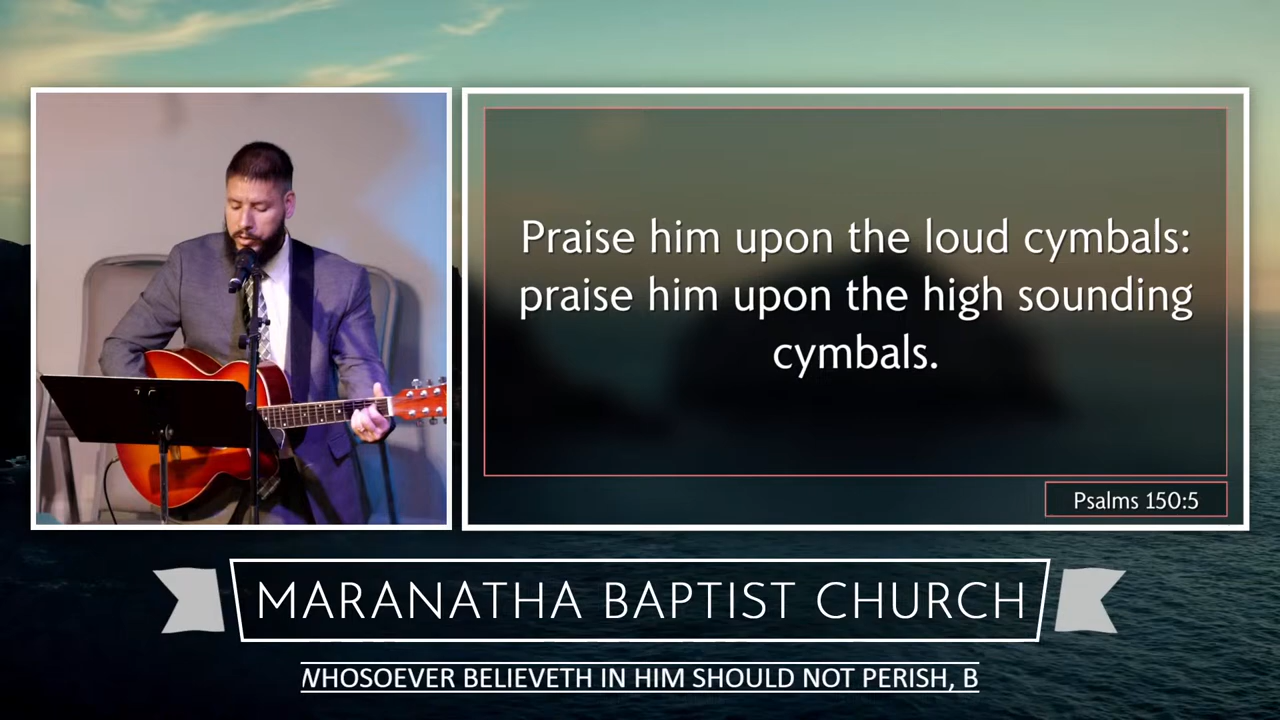 Praise him upon the loud cymbals:
praise him upon the high sounding
cymbals.
Psalms 150:5
MARANATHA BAPTIST CHURCH
WHOSOEVER BELIEVETH IN HIM SHOULD NOT PERISH, B